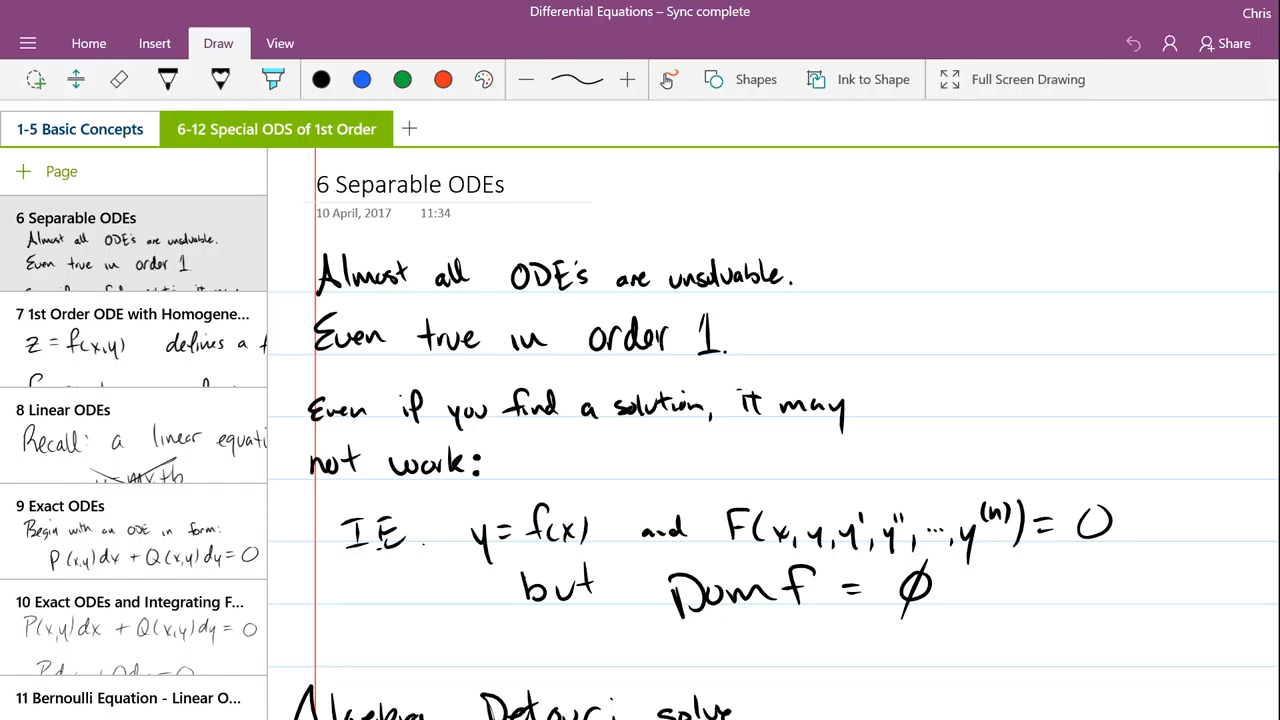 Differential Equations – Sync complete
Chris
Home Insert Draw View
Share
Shapes Ink to Shape Full Screen Drawing
1-5 Basic Concepts 6-12 Special ODS of 1st Order
Page
6 Separable ODEs
Almost all ODE's are unsolvable.
Even true in order 1
7 1st Order ODE with Homogene...
z = f(x,y) defines a f
8 Linear ODEs
Recall: a linear equati
y=mx+b
9 Exact ODEs
Begin with an ODE in form:
P(x,y)dx + Q(x,y)dy = 0
10 Exact ODEs and Integrating F...
P(x,y)dx + Q(x,y)dy = 0
11 Bernoulli Equation - Linear O...
6 Separable ODEs
10 April, 2017 11:34
Almost all ODE's are unsolvable.
Even true in order 1.
Even if you find a solution, it may
not work:
I.E. y = f(x) and F(x, y, y', y'', ..., y^(n)) = 0
but Dom f = ∅
Algebra Detour: solve